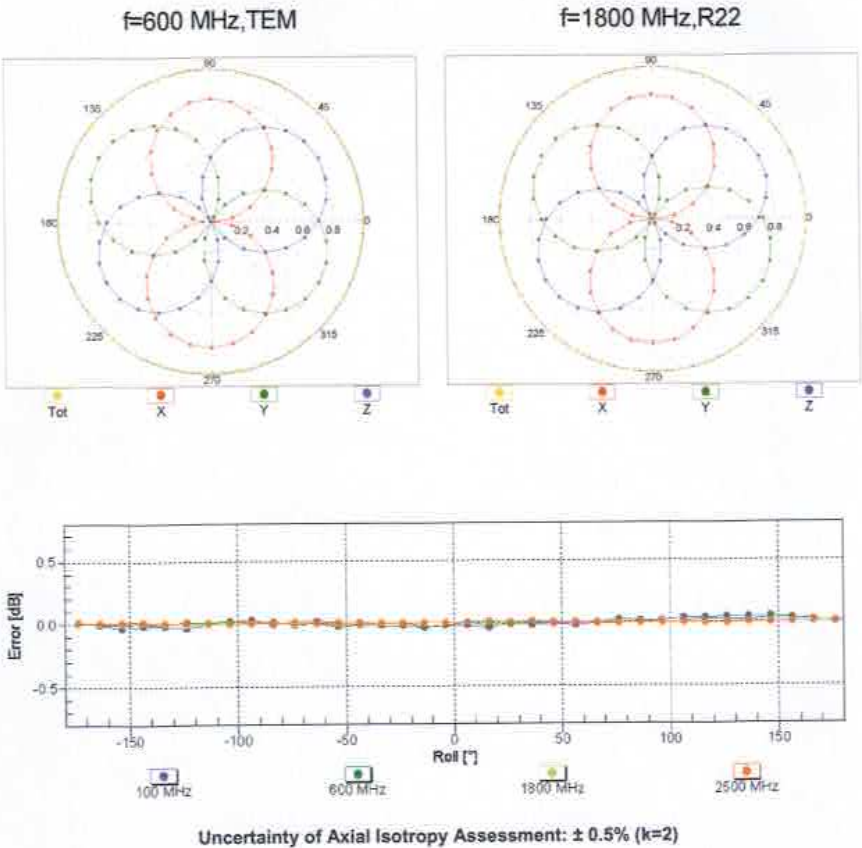 f=600 MHz,TEM
f=1800 MHz,R22
90
135
45
180
0.2 0.4 0.6 0.8
0
225
315
270
Tot X Y Z
90
135
45
180
0.2 0.4 0.6 0.8
0
225
315
270
Tot X Y Z
Error [dB]
0.5
0.0
-0.5
-150 -100 -50 0 50 100 150
Roll [°]
100 MHz 600 MHz 1800 MHz 2500 MHz
Uncertainty of Axial Isotropy Assessment: ± 0.5% (k=2)